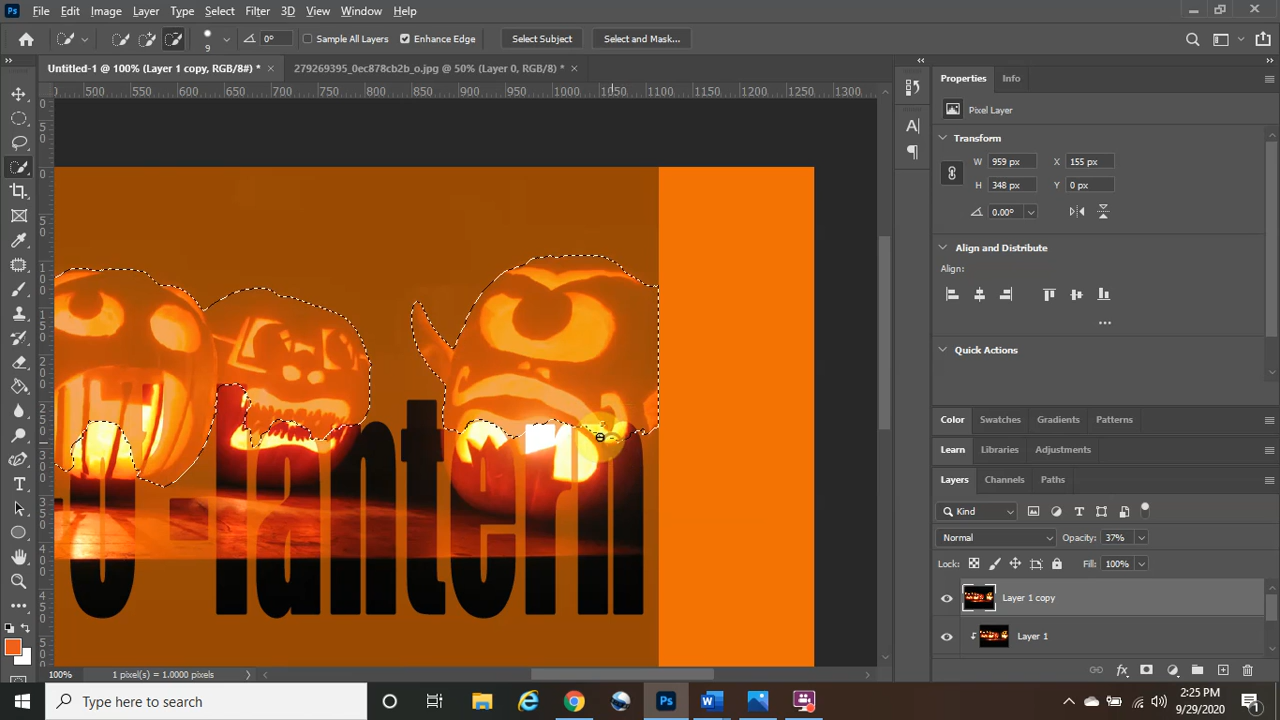 Ps File Edit Image Layer Type Select Filter 3D View Window Help
9 0° Sample All Layers Enhance Edge Select Subject Select and Mask...
Untitled-1 @ 100% (Layer 1 copy, RGB/8#) * × 279269395_0ec878cb2b_o.jpg @ 50% (Layer 0, RGB/8) * ×
500 550 600 650 700 750 800 850 900 950 1000 1050 1100 1150 1200 1250 1300
Properties Info
Pixel Layer
Transform
W 959 px X 155 px
H 348 px Y 0 px
0.00°
Align and Distribute
Align:
Quick Actions
o-lantern
Color Swatches Gradients Patterns
Learn Libraries Adjustments
Layers Channels Paths
Kind
Normal Opacity: 37%
Lock: Fill: 100%
Layer 1 copy
Layer 1
100% 1 pixel(s) = 1.0000 pixels
Type here to search
2:25 PM
9/29/2020